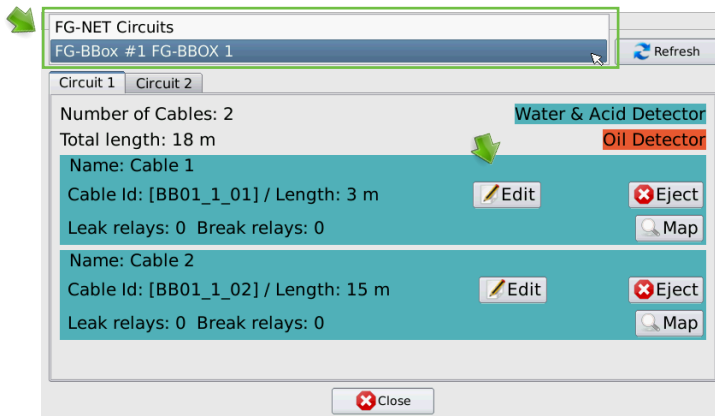 FG-NET Circuits
FG-BBox #1 FG-BBOX 1
Refresh
Circuit 1 Circuit 2
Number of Cables: 2 Water & Acid Detector
Total length: 18 m Oil Detector
Name: Cable 1
Cable Id: [BB01_1_01] / Length: 3 m Edit Eject
Leak relays: 0 Break relays: 0 Map
Name: Cable 2
Cable Id: [BB01_1_02] / Length: 15 m Edit Eject
Leak relays: 0 Break relays: 0 Map
Close